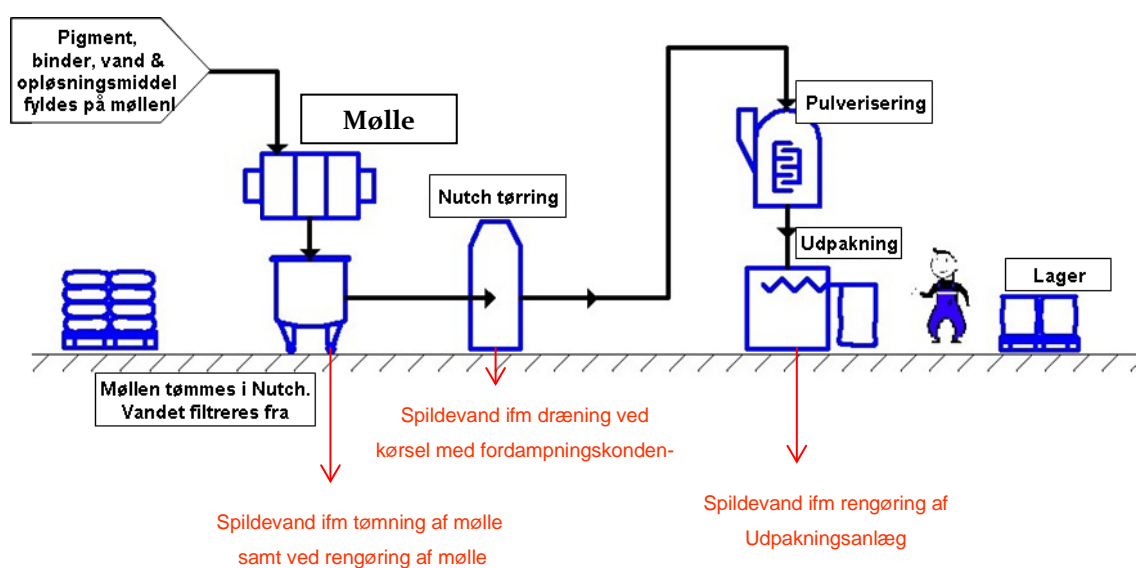 Pigment,
binder, vand &
opløsningsmiddel
fyldes på møllen!
Mølle
Nutch tørring
Pulverisering
Udpakning
Lager
Møllen tømmes i Nutch.
Vandet filtreres fra
Spildevand ifm dræning ved
kørsel med fordampningskonden-
Spildevand ifm tømning af mølle
samt ved rengøring af mølle
Spildevand ifm rengøring af
Udpakningsanlæg